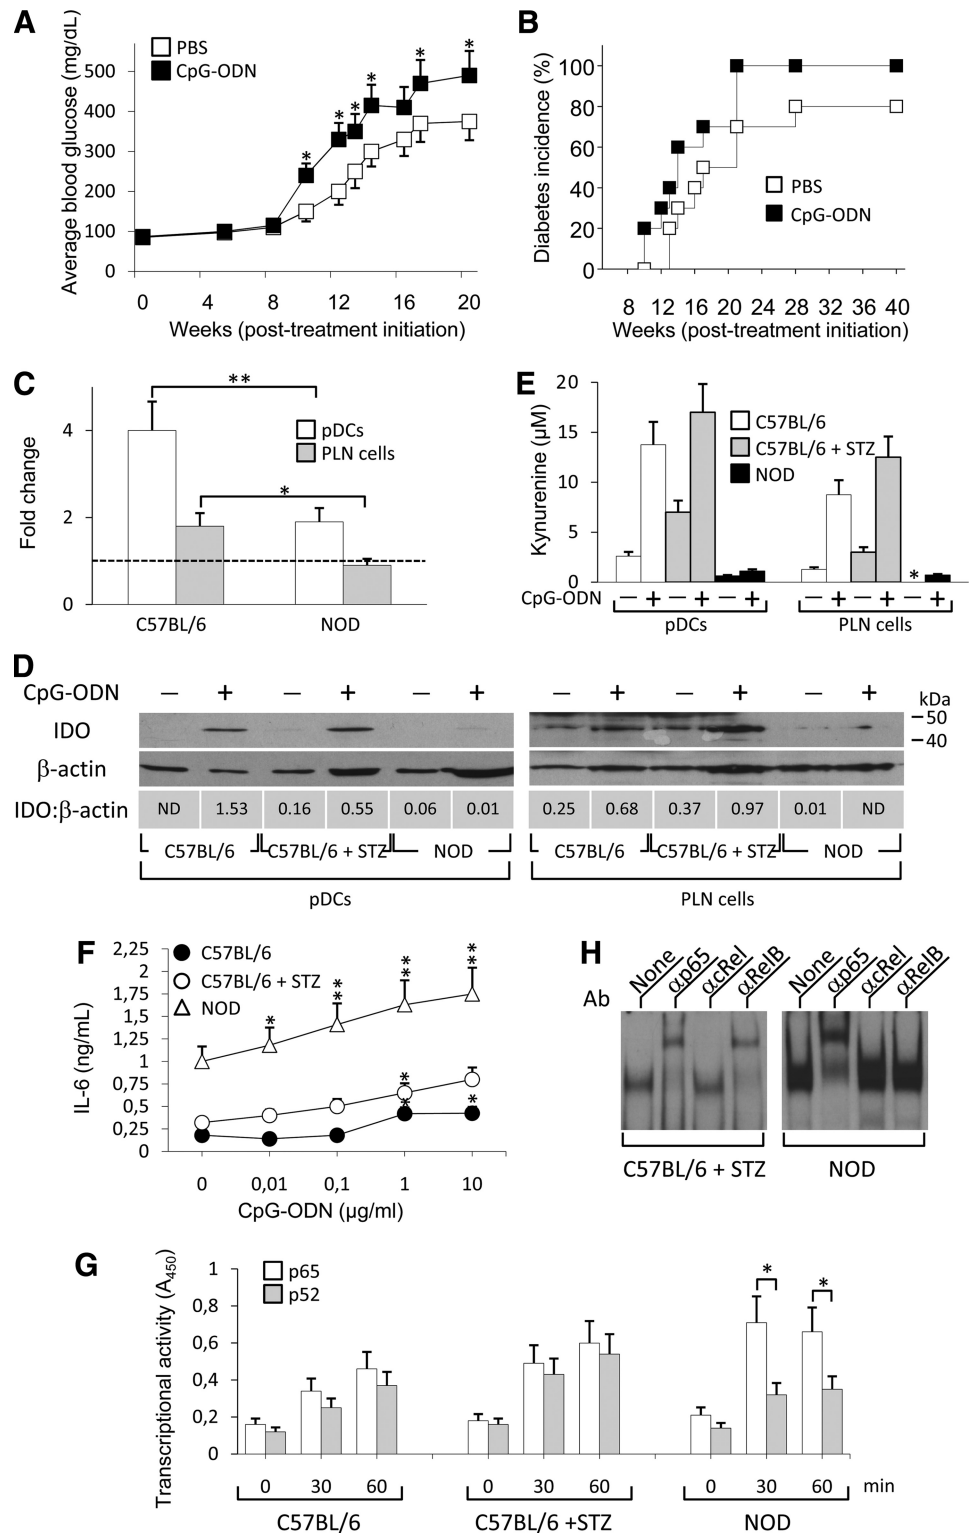 A
Average blood glucose (mg/dL)
500
400
300
200
100
0
PBS
CpG-ODN
* * * * * *
0 4 8 12 16 20
Weeks (post-treatment initiation)
B
Diabetes incidence (%)
100
80
60
40
20
0
PBS
CpG-ODN
8 12 16 20 24 28 32 36 40
Weeks (post-treatment initiation)
C
Fold change
4
2
0
**
*
pDCs
PLN cells
C57BL/6 NOD
E
Kynurenine (µM)
20
15
10
5
0
C57BL/6
C57BL/6 + STZ
NOD
*
CpG-ODN – + – + – + – + – + – +
pDCs PLN cells
D
CpG-ODN – + – + – + – + – + – +
kDa
IDO
50
40
β-actin
IDO:β-actin ND 1.53 0.16 0.55 0.06 0.01 0.25 0.68 0.37 0.97 0.01 ND
C57BL/6 C57BL/6 + STZ NOD C57BL/6 C57BL/6 + STZ NOD
pDCs PLN cells
F
IL-6 (ng/mL)
2,25
2
1,75
1,5
1,25
1
0,75
0,5
0,25
0
C57BL/6
C57BL/6 + STZ
NOD
* ** ** **
* * *
0 0,01 0,1 1 10
CpG-ODN (µg/ml)
H
Ab
None αp65 αcRel αRelB None αp65 αcRel αRelB
C57BL/6 + STZ NOD
G
Transcriptional activity (A450)
1
0,8
0,6
0,4
0,2
0
p65
p52
* *
0 30 60 0 30 60 0 30 60 min
C57BL/6 C57BL/6 +STZ NOD